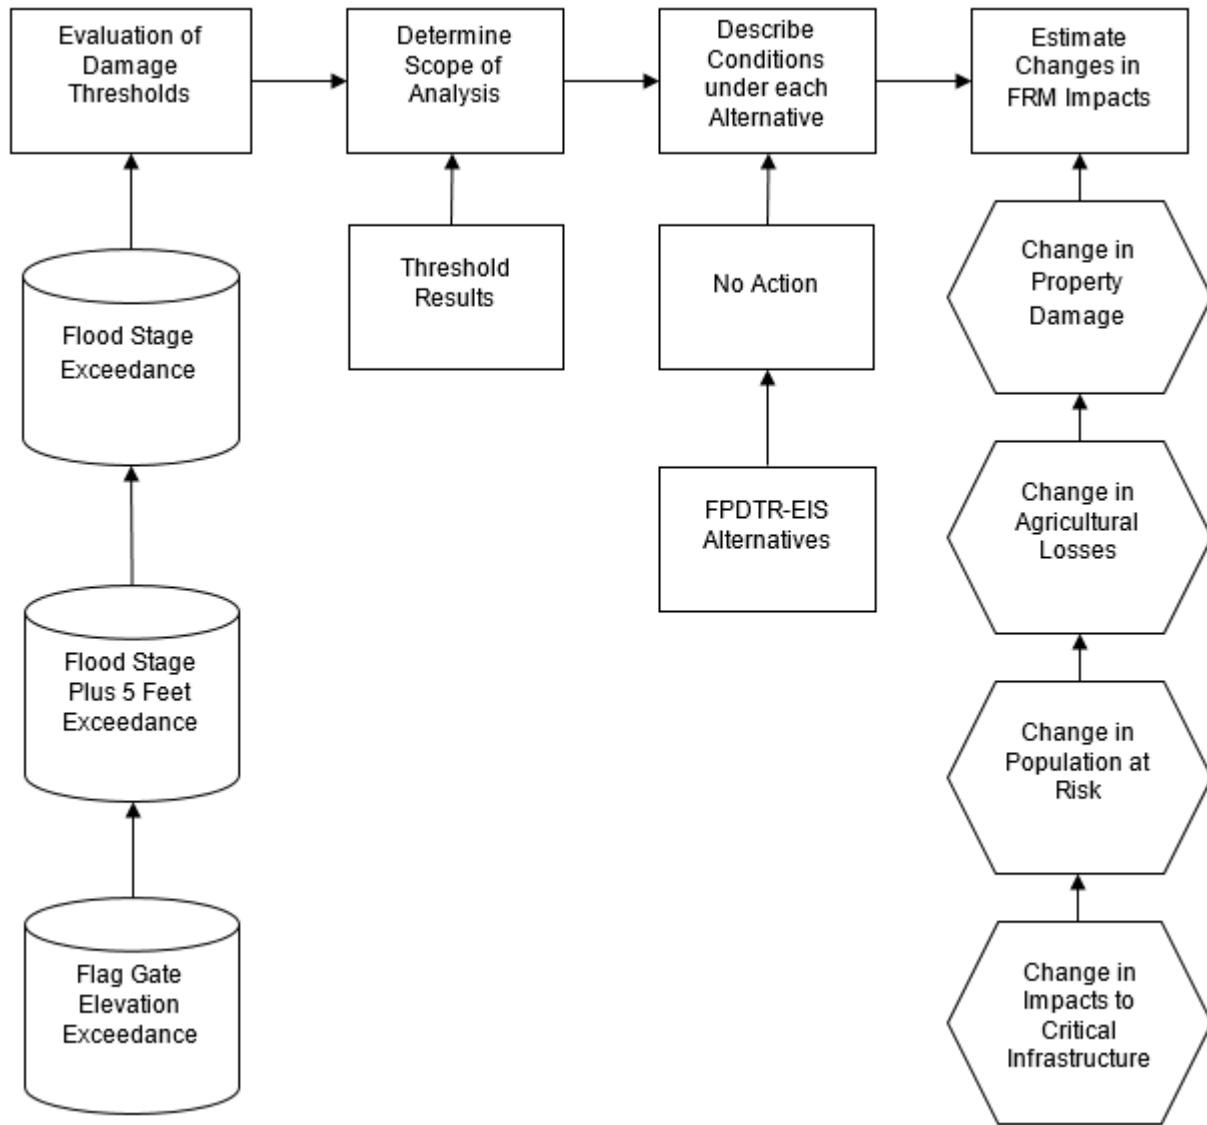 Evaluation of
Damage
Thresholds
Determine
Scope of
Analysis
Describe
Conditions
under each
Alternative
Estimate
Changes in
FRM Impacts
Flood Stage
Exceedance
Threshold
Results
No Action
Change in
Property
Damage
FPDTR-EIS
Alternatives
Change in
Agricultural
Losses
Flood Stage
Plus 5 Feet
Exceedance
Change in
Population at
Risk
Flag Gate
Elevation
Exceedance
Change in
Impacts to
Critical
Infrastructure